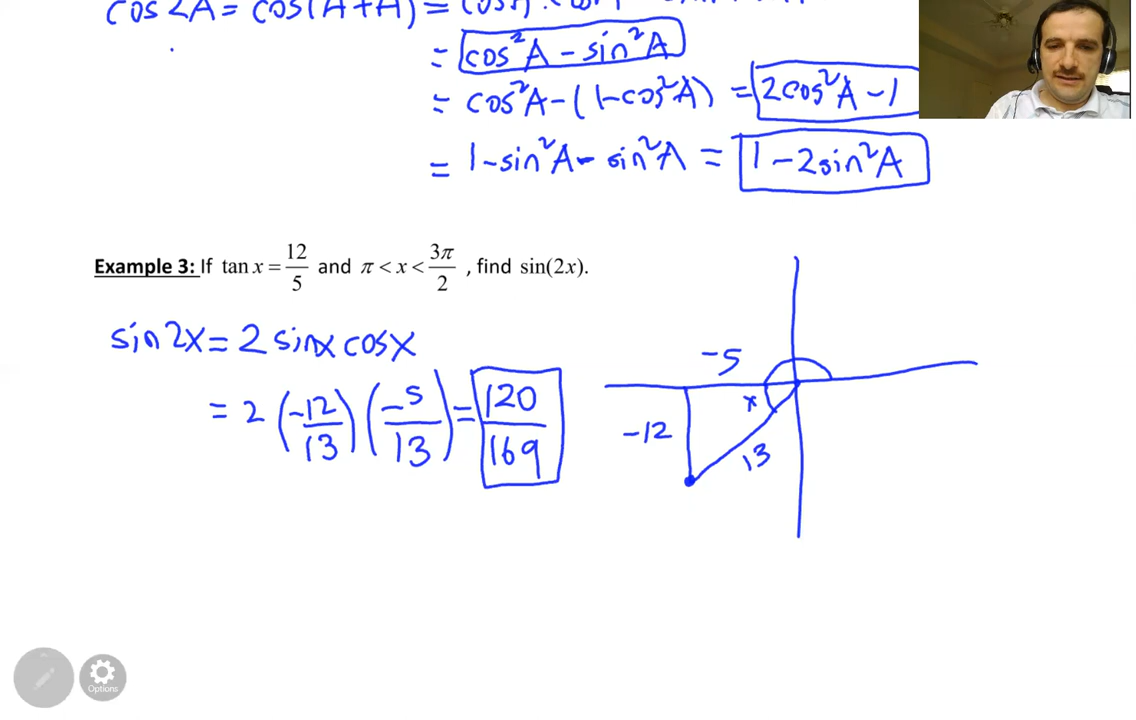 cos 2A = cos(A+A) =
= cos²A - sin²A
= cos²A - (1-cos²A) = 2cos²A - 1
= 1 - sin²A - sin²A = 1 - 2sin²A
Example 3: If tan x = 12/5 and π < x < 3π/2 , find sin(2x).
sin 2x = 2 sinx cosx
= 2 (-12/13) (-5/13) = 120/169
-5
x
-12
13
Options